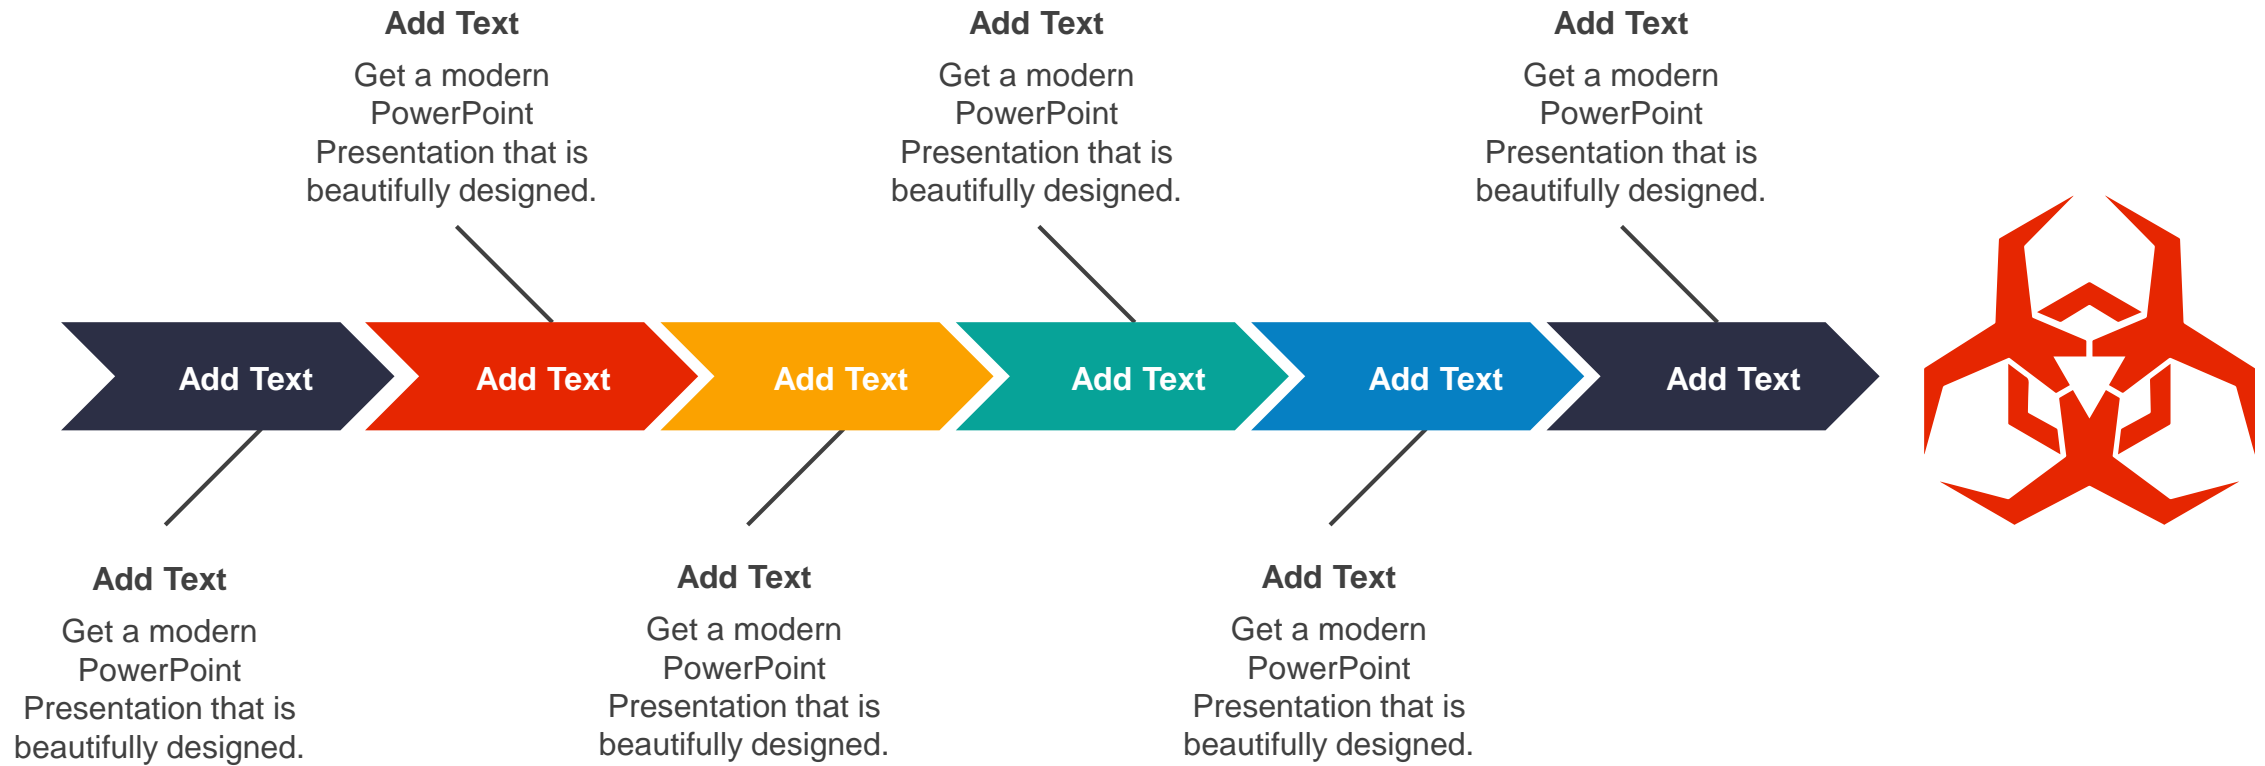 Add Text
Get a modern
PowerPoint
Presentation that is
beautifully designed.
Add Text
Get a modern
PowerPoint
Presentation that is
beautifully designed.
Add Text
Get a modern
PowerPoint
Presentation that is
beautifully designed.
Add Text
Add Text
Add Text
Add Text
Add Text
Add Text
Add Text
Get a modern
PowerPoint
Presentation that is
beautifully designed.
Add Text
Get a modern
PowerPoint
Presentation that is
beautifully designed.
Add Text
Get a modern
PowerPoint
Presentation that is
beautifully designed.